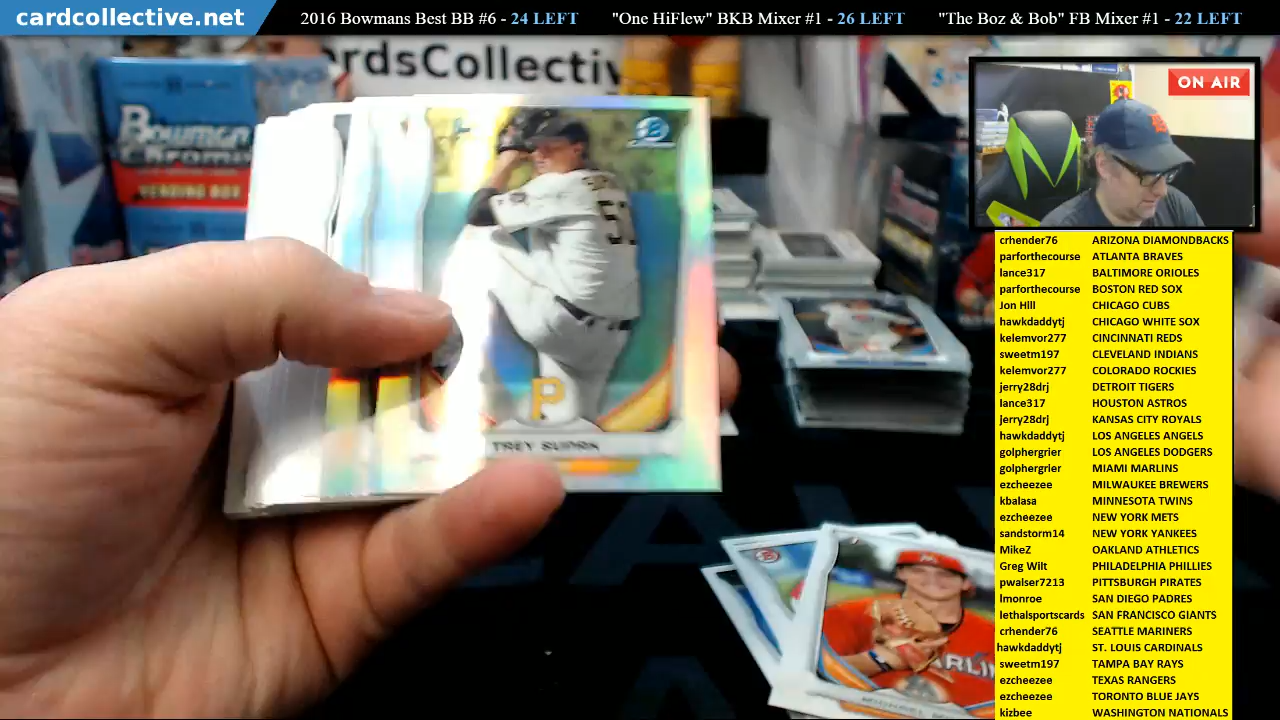 cardcollective.net
2016 Bowmans Best BB #6 - 24 LEFT "One HiFlew" BKB Mixer #1 - 26 LEFT "The Boz & Bob" FB Mixer #1 - 22 LEFT
rdsCollectiv
Bowman
Chrome
VENDING BOX
ON AIR
51
P
TREY SUPAK
crhender76 ARIZONA DIAMONDBACKS
parforthecourse ATLANTA BRAVES
lance317 BALTIMORE ORIOLES
parforthecourse BOSTON RED SOX
Jon Hill CHICAGO CUBS
hawkdaddytj CHICAGO WHITE SOX
kelemvor277 CINCINNATI REDS
sweetm197 CLEVELAND INDIANS
kelemvor277 COLORADO ROCKIES
jerry28drj DETROIT TIGERS
lance317 HOUSTON ASTROS
jerry28drj KANSAS CITY ROYALS
hawkdaddytj LOS ANGELES ANGELS
golphergrier LOS ANGELES DODGERS
golphergrier MIAMI MARLINS
ezcheezee MILWAUKEE BREWERS
kbalasa MINNESOTA TWINS
ezcheezee NEW YORK METS
sandstorm14 NEW YORK YANKEES
MikeZ OAKLAND ATHLETICS
Greg Wilt PHILADELPHIA PHILLIES
pwalser7213 PITTSBURGH PIRATES
lmonroe SAN DIEGO PADRES
lethalsportscards SAN FRANCISCO GIANTS
crhender76 SEATTLE MARINERS
hawkdaddytj ST. LOUIS CARDINALS
sweetm197 TAMPA BAY RAYS
ezcheezee TEXAS RANGERS
ezcheezee TORONTO BLUE JAYS
kizbee WASHINGTON NATIONALS